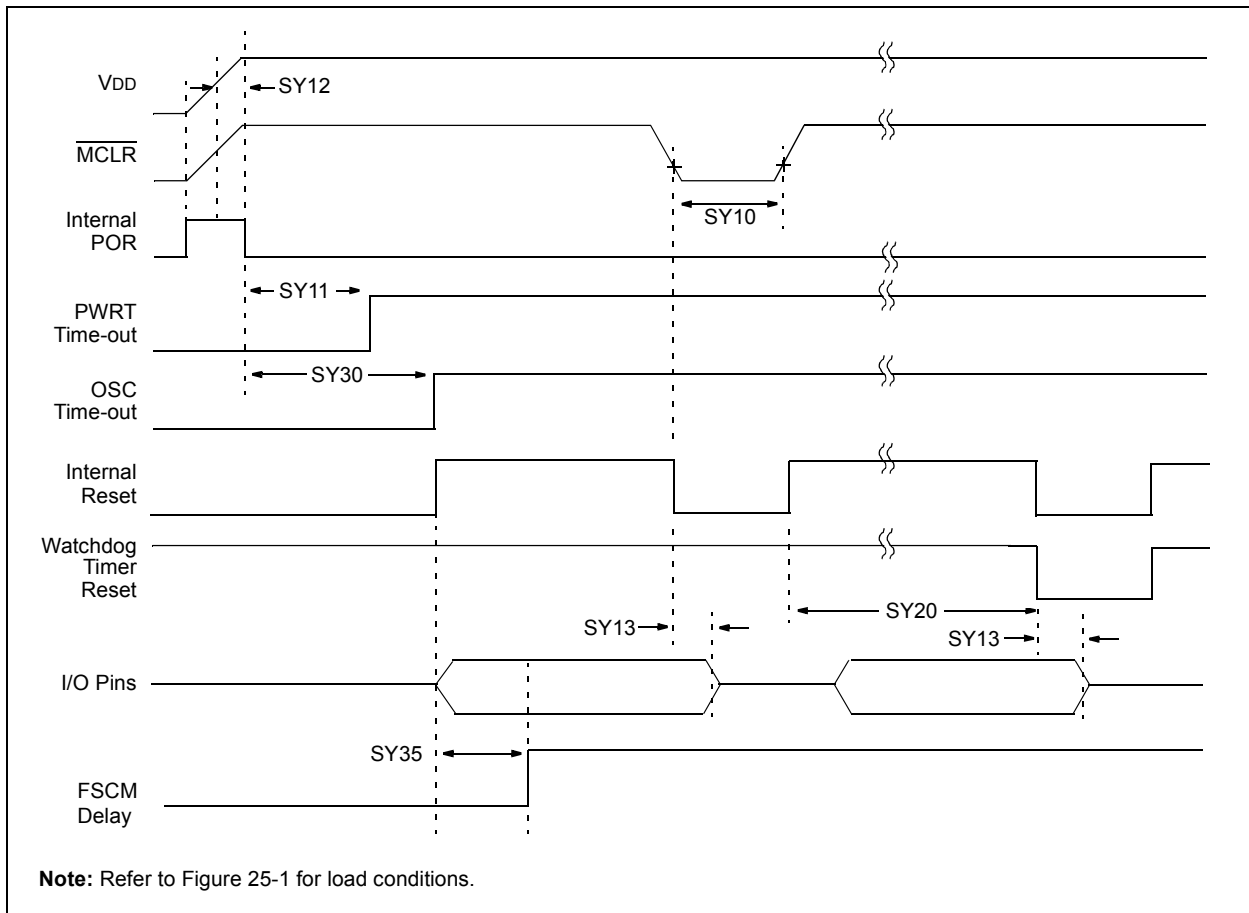 VDD
SY12
MCLR
SY10
Internal
POR
SY11
PWRT
Time-out
SY30
OSC
Time-out
Internal
Reset
Watchdog
Timer
Reset
SY20
SY13
SY13
I/O Pins
SY35
FSCM
Delay
Note: Refer to Figure 25-1 for load conditions.